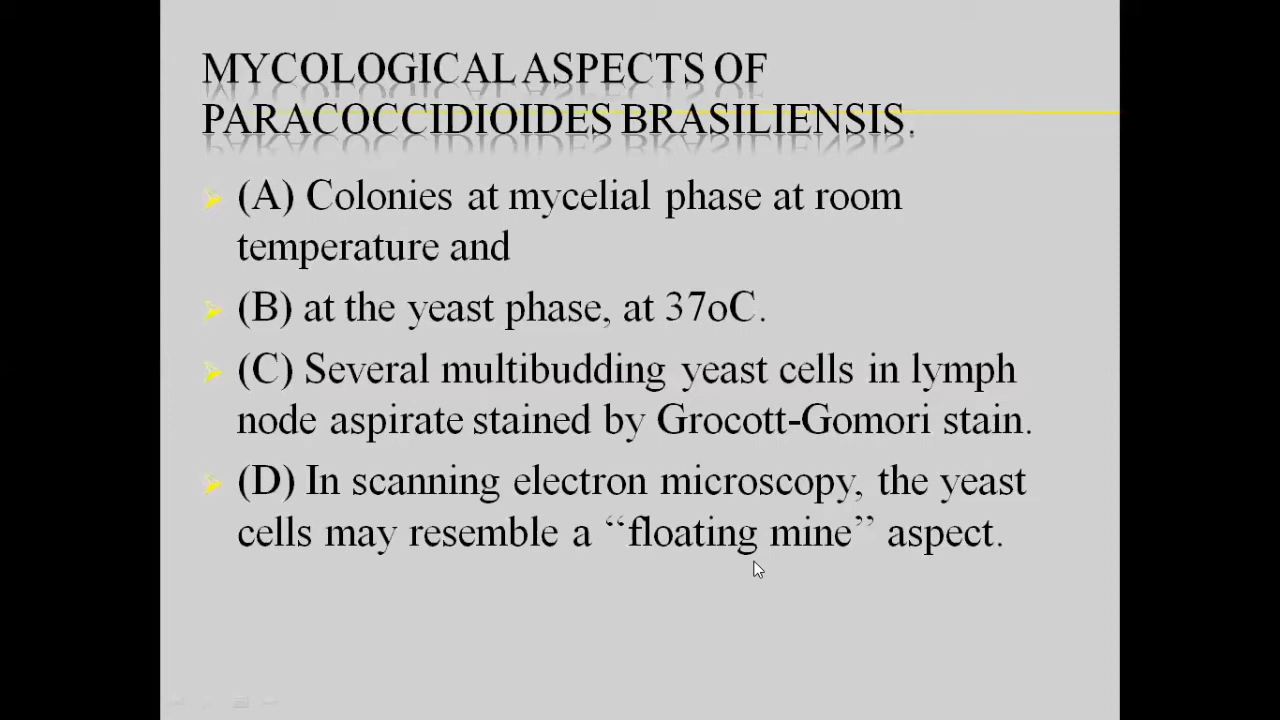 MYCOLOGICAL ASPECTS OF
PARACOCCIDIOIDES BRASILIENSIS.
(A) Colonies at mycelial phase at room
temperature and
(B) at the yeast phase, at 37oC.
(C) Several multibudding yeast cells in lymph
node aspirate stained by Grocott-Gomori stain.
(D) In scanning electron microscopy, the yeast
cells may resemble a ‘‘floating mine’’ aspect.